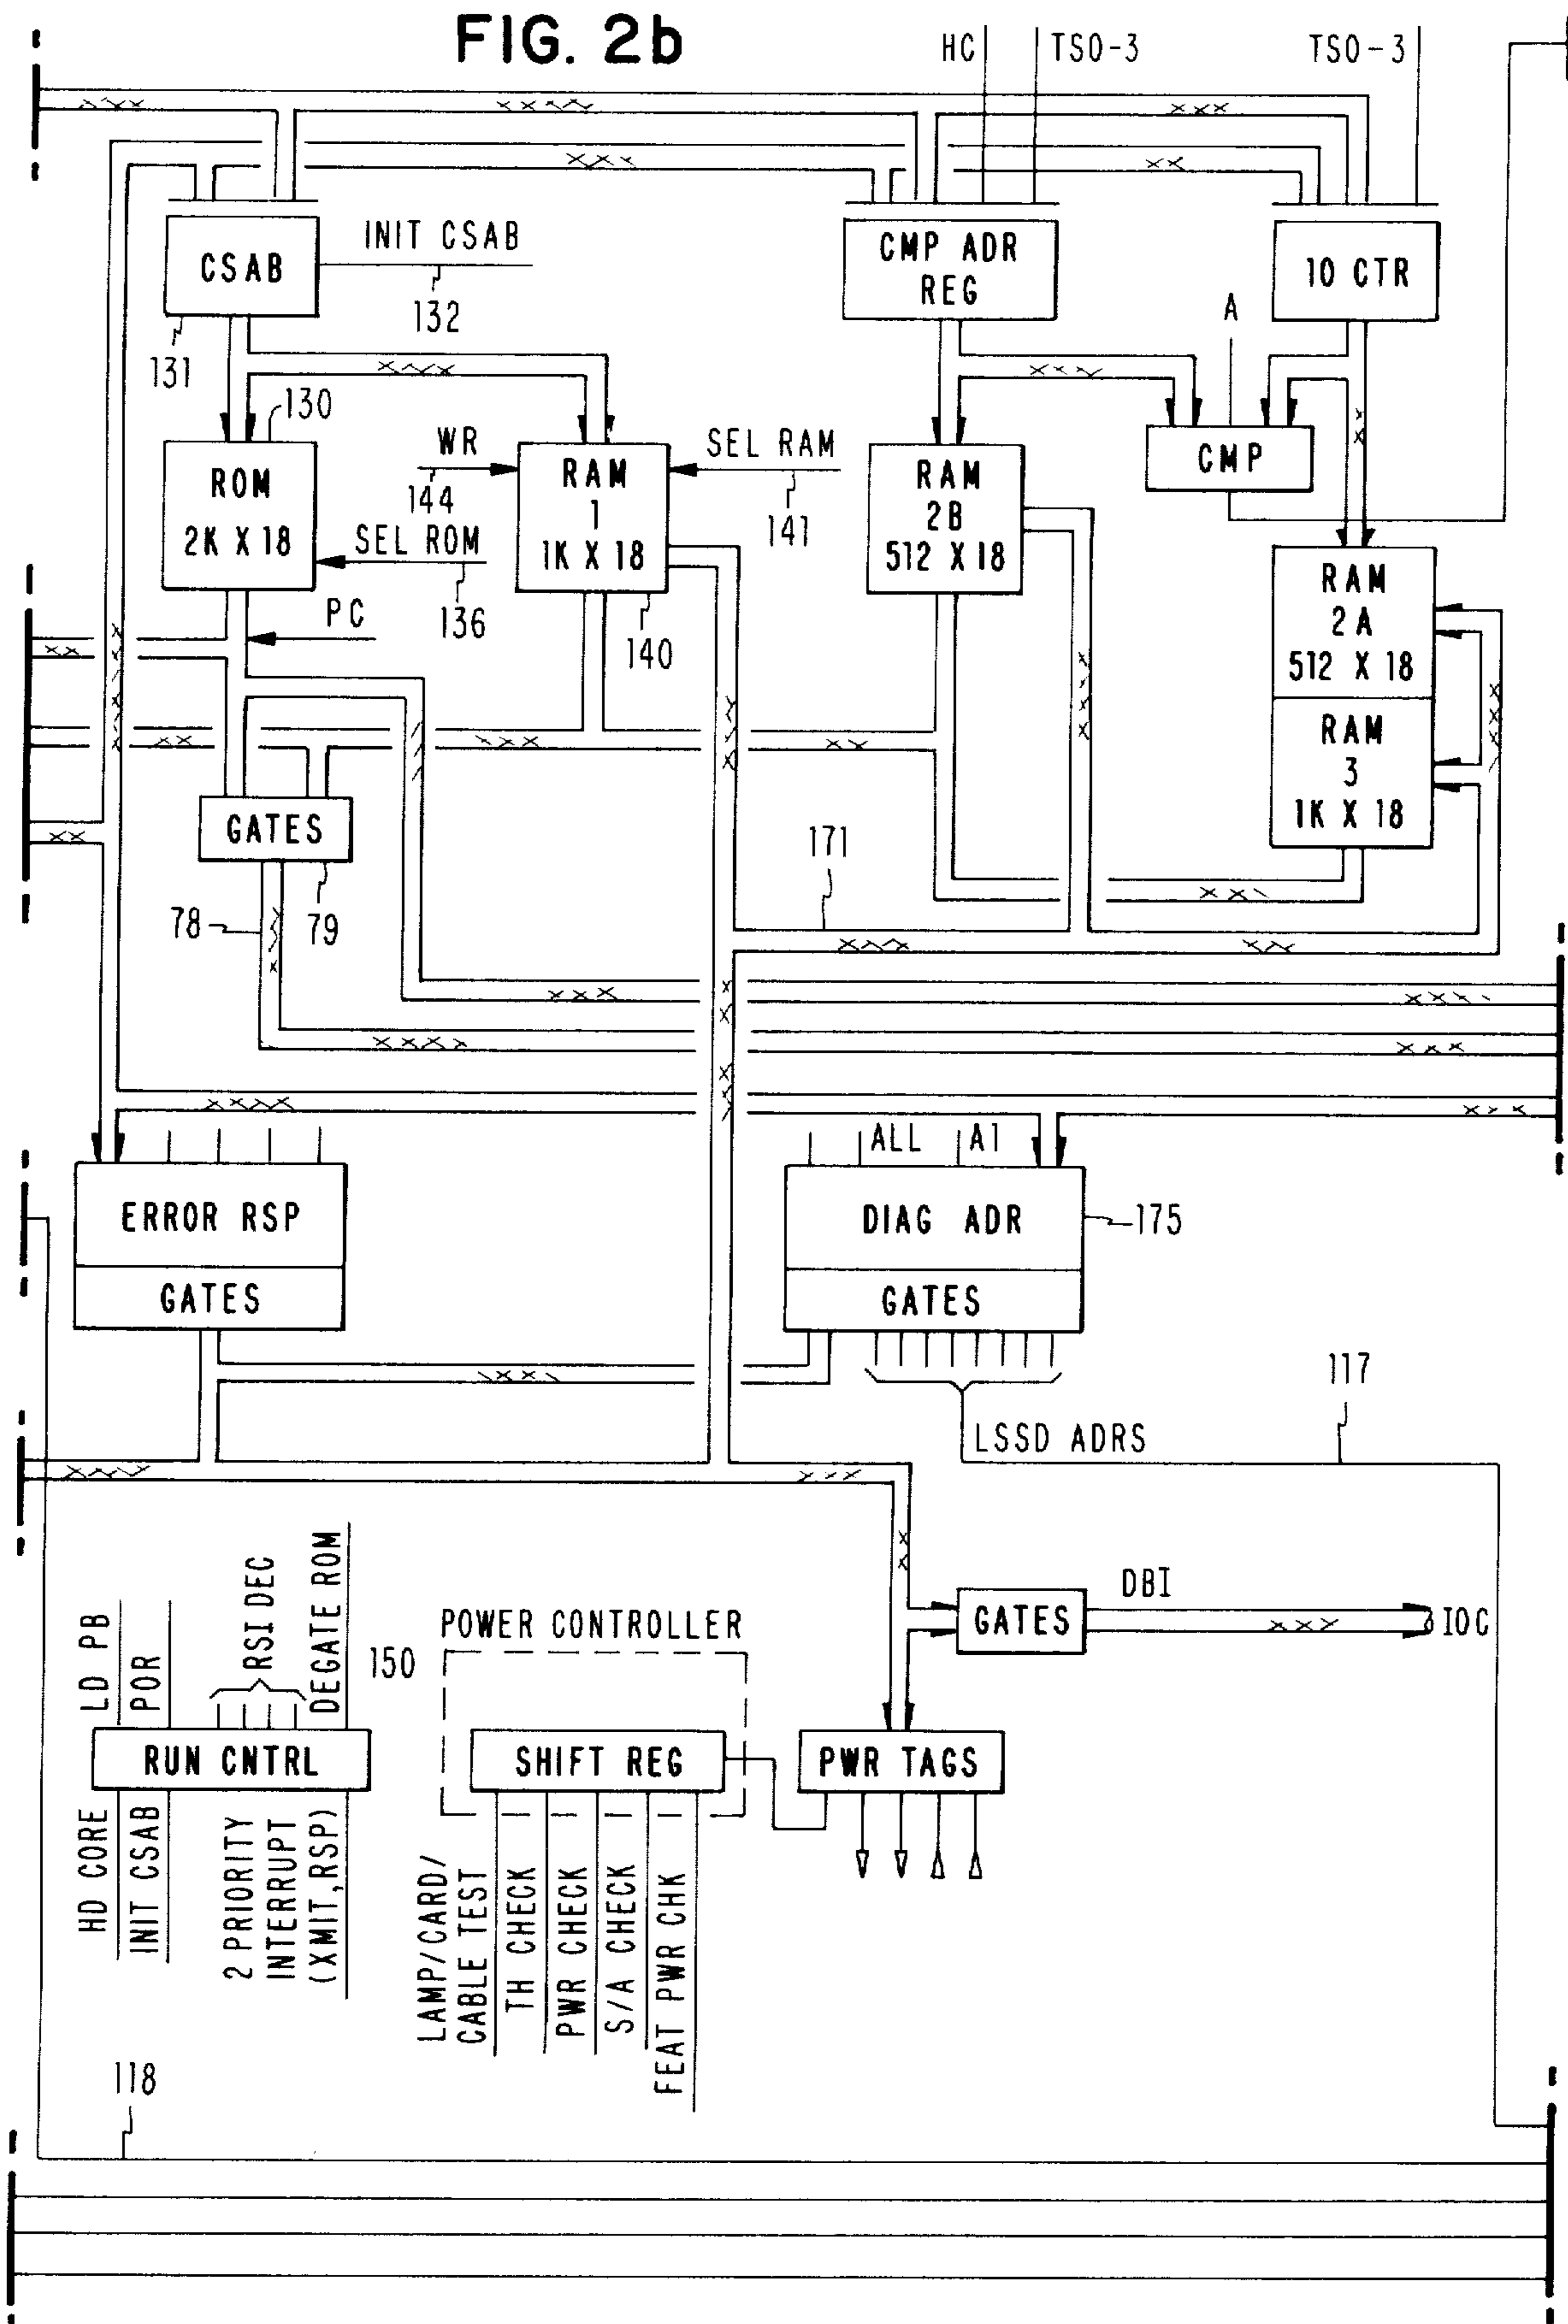 FIG. 2b
HC
TSO-3
TSO-3
CSAB
INIT CSAB
132
131
CMP ADR
REG
10 CTR
A
130
ROM
2K X 18
WR
144
SEL ROM
136
RAM
1
1K X 18
SEL RAM
141
140
RAM
2B
512 X 18
CMP
RAM
2A
512 X 18
RAM
3
1K X 18
PC
GATES
78
79
171
ERROR RSP
GATES
ALL
A1
DIAG ADR
175
GATES
LSSD ADRS
117
DBI
GATES
IOC
LD PB
POR
RSI DEC
DEGATE ROM
150
RUN CNTRL
HD CORE
INIT CSAB
2 PRIORITY
INTERRUPT
(XMIT, RSP)
POWER CONTROLLER
SHIFT REG
PWR TAGS
LAMP/CARD/
CABLE TEST
TH CHECK
PWR CHECK
S/A CHECK
FEAT PWR CHK
118